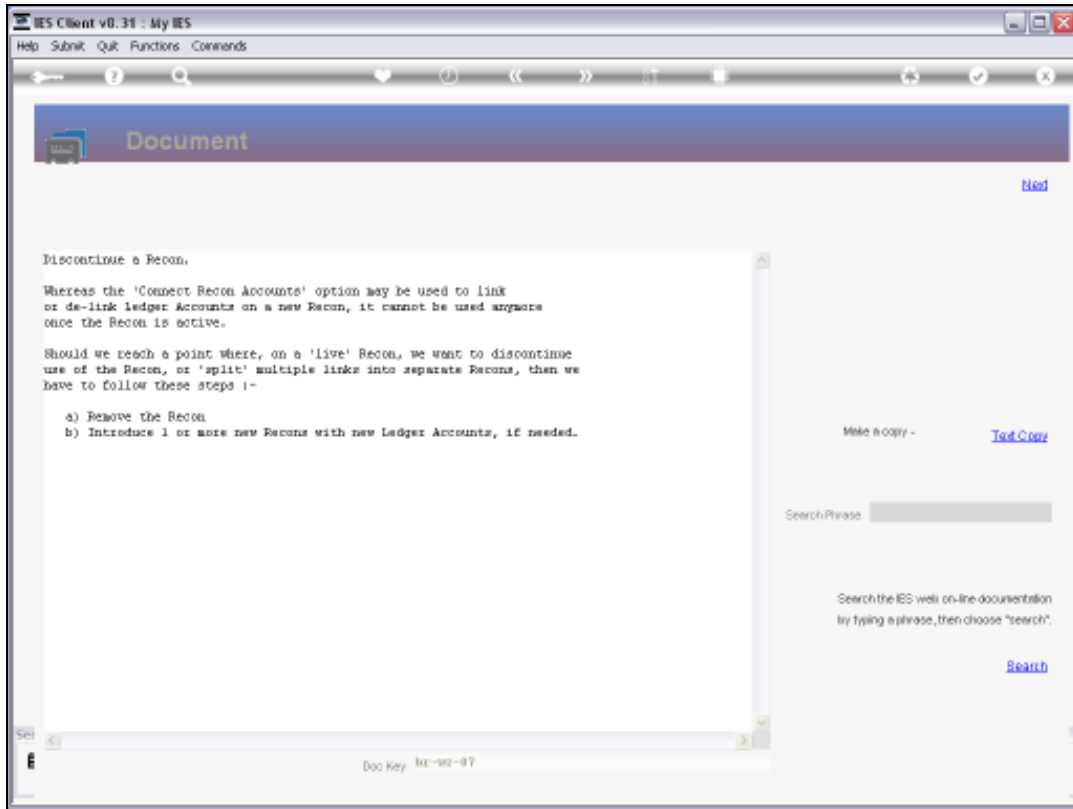 IES Client v8.31 : My IES
Help Submit Quit Functions Commands
Document
Next
Discontinue a Recon.
Whereas the 'Connect Recon Accounts' option may be used to link
or de-link Ledger Accounts on a new Recon, it cannot be used anymore
once the Recon is active.
Should we reach a point where, on a 'live' Recon, we want to discontinue
use of the Recon, or 'split' multiple links into separate Recons, then we
have to follow these steps :-
a) Remove the Recon
b) Introduce 1 or more new Recons with new Ledger Accounts, if needed.
Make a copy -
Text Copy
Search Phrase
Search the IES web on-line documentation
by typing a phrase, then choose "search".
Search
Doc Key